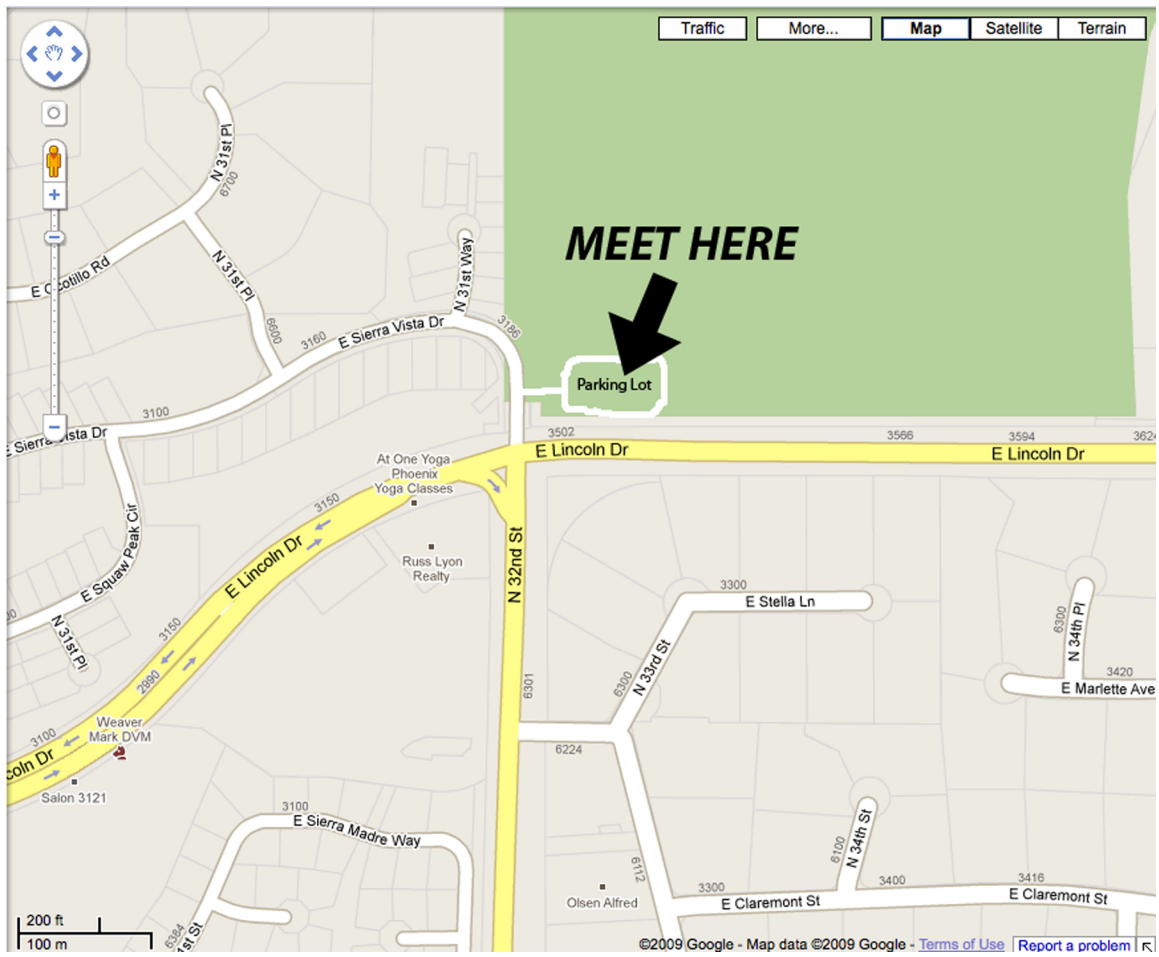 Traffic
More...
Map
Satellite
Terrain
N 31st Pl
6700
E Ocotillo Rd
N 31st Pl
6600
N 31st Way
MEET HERE
3186
E Sierra Vista Dr
3160
Parking Lot
3100
E Sierra Vista Dr
3502
3566
3594
3624
E Lincoln Dr
E Lincoln Dr
At One Yoga
Phoenix
Yoga Classes
3150
E Squaw Peak Cir
E Lincoln Dr
Russ Lyon
Realty
N 32nd St
3300
E Stella Ln
6300
N 34th Pl
3420
E Marlette Ave
N 31st Pl
3150
2990
6300
N 33rd St
6301
6224
Weaver
Mark DVM
3100
coln Dr
Salon 3121
3100
E Sierra Madre Way
6100
N 34th St
6112
Olsen Alfred
3300
E Claremont St
3400
3416
E Claremont St
6384
1st St
200 ft
100 m
©2009 Google - Map data ©2009 Google - Terms of Use
Report a problem